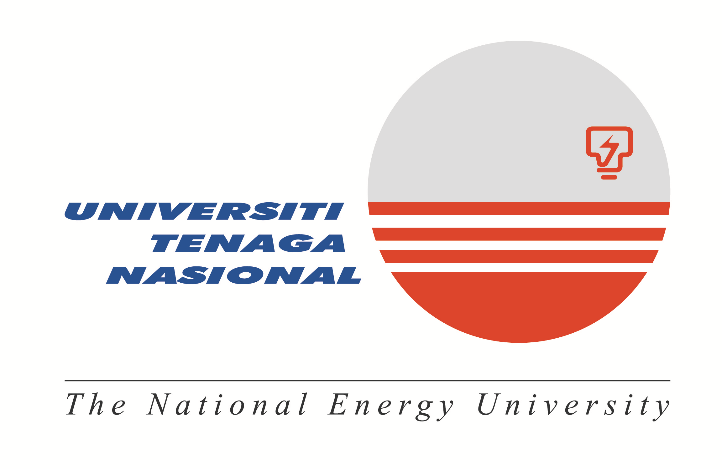 UNIVERSITI
TENAGA
NASIONAL
The National Energy University